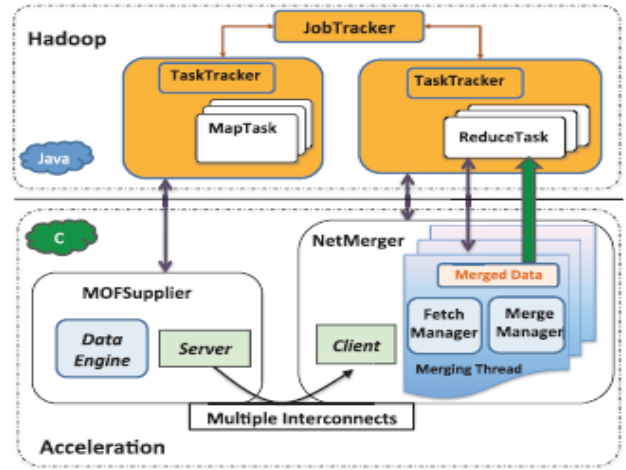 JobTracker
Hadoop
TaskTracker
TaskTracker
MapTask
ReduceTask
Java
C
NetMerger
Merged Data
MOFSupplier
Fetch
Manager
Merge
Manager
Data
Engine
Server
Client
Merging Thread
Multiple Interconnects
Acceleration